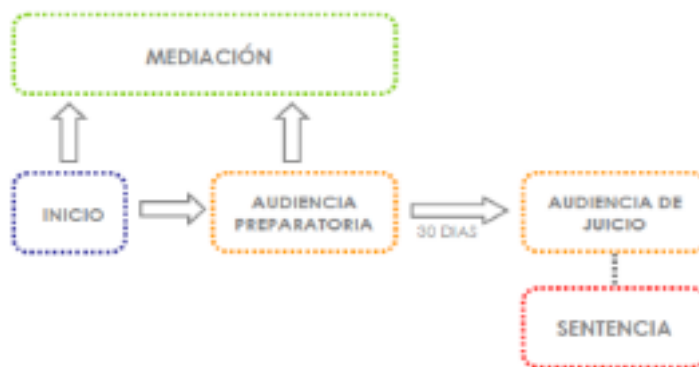 MEDIACIÓN
INICIO
AUDIENCIA
PREPARATORIA
30 DIAS
AUDIENCIA DE
JUICIO
SENTENCIA